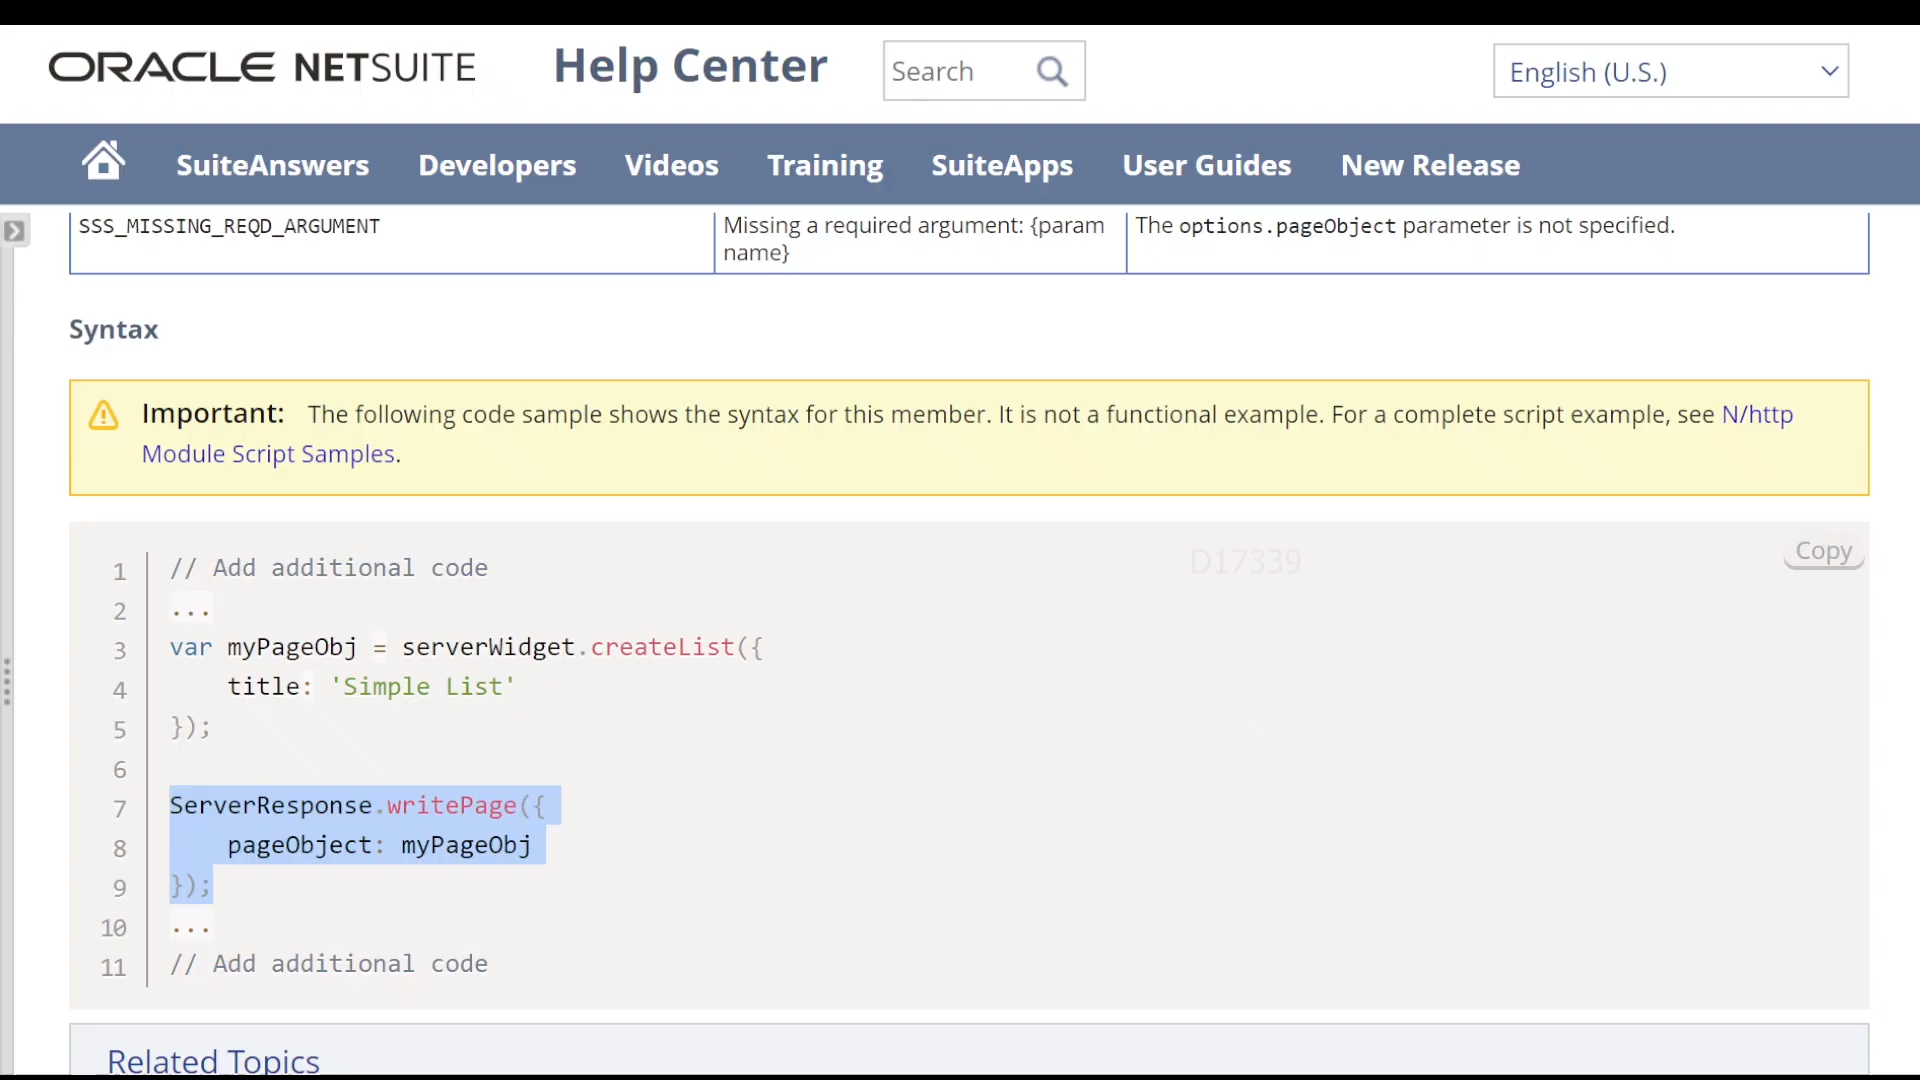 ORACLE NETSUITE Help Center Search English (U.S.)
SuiteAnswers Developers Videos Training SuiteApps User Guides New Release
SSS_MISSING_REQD_ARGUMENT Missing a required argument: {param The options.pageObject parameter is not specified.
name}
Syntax
Important: The following code sample shows the syntax for this member. It is not a functional example. For a complete script example, see N/http
Module Script Samples.
Copy
D17339
1 // Add additional code
2 ...
3 var myPageObj = serverWidget.createList({
4 title: 'Simple List'
5 });
6
7 ServerResponse.writePage({
8 pageObject: myPageObj
9 });
10 ...
11 // Add additional code
Related Topics